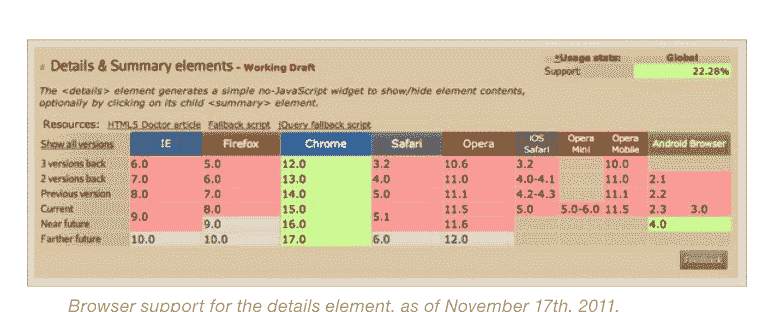 # Details & Summary elements - Working Draft
*Usage stats: Global
Support: 22.28%
The <details> element generates a simple no-JavaScript widget to show/hide element contents,
optionally by clicking on its child <summary> element.
Resources: HTML5 Doctor article Fallback script jQuery fallback script
Show all versions IE Firefox Chrome Safari Opera iOS Safari Opera Mini Opera Mobile Android Browser
3 versions back 6.0 5.0 12.0 3.2 10.6 3.2 10.0
2 versions back 7.0 6.0 13.0 4.0 11.0 4.0-4.1 11.0 2.1
Previous version 8.0 7.0 14.0 5.0 11.1 4.2-4.3 11.1 2.2
Current 9.0 8.0 15.0 5.1 11.5 5.0 5.0-6.0 11.5 2.3 3.0
Near future 9.0 16.0 11.6 4.0
Farther future 10.0 10.0 17.0 6.0 12.0
Feedback
Browser support for the details element, as of November 17th, 2011.